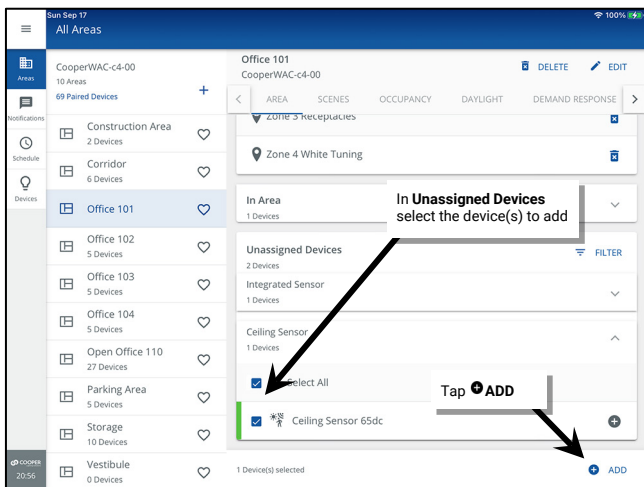 Sun Sep 17
100%
All Areas
Areas
Notifications
Schedule
Devices
COOPER
20:56
CooperWAC-c4-00
10 Areas
69 Paired Devices
+
Construction Area
2 Devices
Corridor
6 Devices
Office 101
Office 102
5 Devices
Office 103
5 Devices
Office 104
5 Devices
Open Office 110
27 Devices
Parking Area
5 Devices
Storage
10 Devices
Vestibule
0 Devices
Office 101
CooperWAC-c4-00
DELETE EDIT
AREA SCENES OCCUPANCY DAYLIGHT DEMAND RESPONSE
Zone 3 Receptacles
Zone 4 White Tuning
In Area
1 Devices
In Unassigned Devices
select the device(s) to add
Unassigned Devices
2 Devices
FILTER
Integrated Sensor
1 Devices
Ceiling Sensor
1 Devices
Select All
Tap ADD
Ceiling Sensor 65dc
1 Device(s) selected
ADD